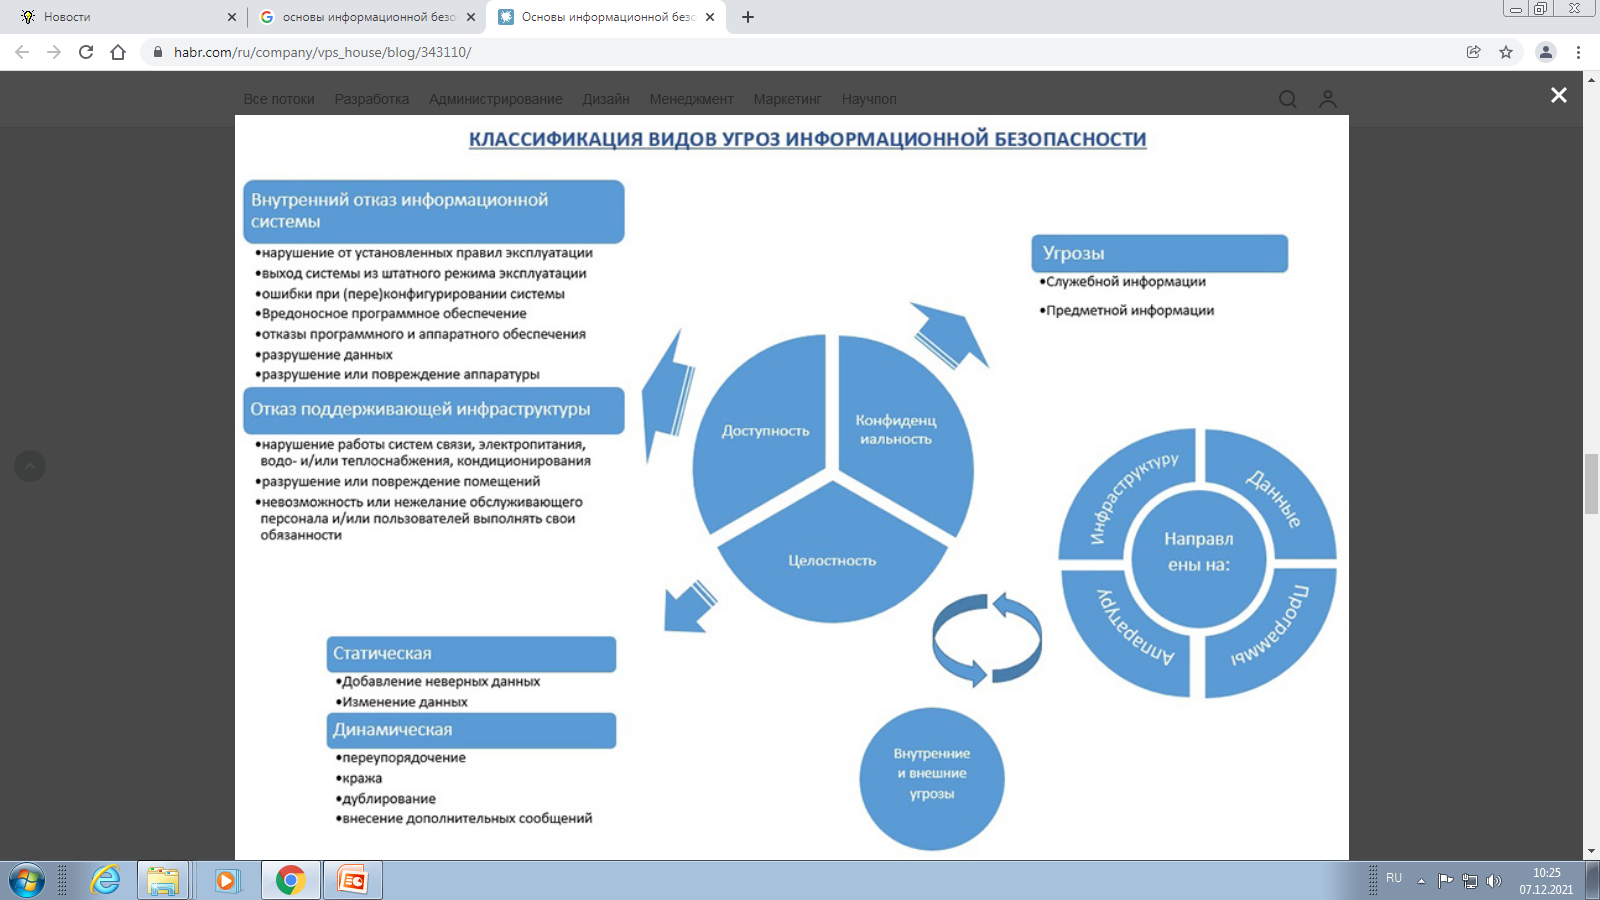 Новости
основы информационной безо
Основы информационной безо
habr.com/ru/company/vps_house/blog/343110/
Все потоки Разработка Администрирование Дизайн Менеджмент Маркетинг Научпоп
КЛАССИФИКАЦИЯ ВИДОВ УГРОЗ ИНФОРМАЦИОННОЙ БЕЗОПАСНОСТИ
Внутренний отказ информационной
системы
•нарушение от установленных правил эксплуатации
•выход системы из штатного режима эксплуатации
•ошибки при (пере)конфигурировании системы
•Вредоносное программное обеспечение
•отказы программного и аппаратного обеспечения
•разрушение данных
•разрушение или повреждение аппаратуры
Отказ поддерживающей инфраструктуры
•нарушение работы систем связи, электропитания,
водо- и/или теплоснабжения, кондиционирования
•разрушение или повреждение помещений
•невозможность или нежелание обслуживающего
персонала и/или пользователей выполнять свои
обязанности
Угрозы
•Служебной информации
•Предметной информации
Доступность
Конфиденц
иальность
Целостность
Инфраструктуру
Данные
Направл
ены на:
Аппаратуру
Программы
Статическая
•Добавление неверных данных
•Изменение данных
Динамическая
•переупорядочение
•кража
•дублирование
•внесение дополнительных сообщений
Внутренние
и внешние
угрозы
RU
10:25
07.12.2021